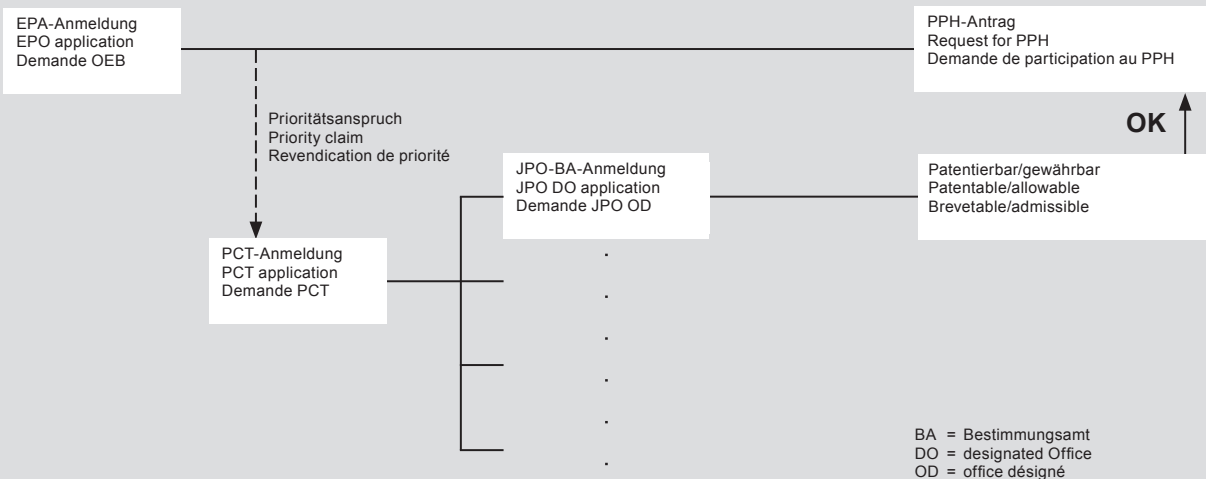 EPA-Anmeldung
EPO application
Demande OEB
PPH-Antrag
Request for PPH
Demande de participation au PPH
Prioritätsanspruch
Priority claim
Revendication de priorité
OK
JPO-BA-Anmeldung
JPO DO application
Demande JPO OD
Patentierbar/gewährbar
Patentable/allowable
Brevetable/admissible
PCT-Anmeldung
PCT application
Demande PCT
BA = Bestimmungsamt
DO = designated Office
OD = office désigné